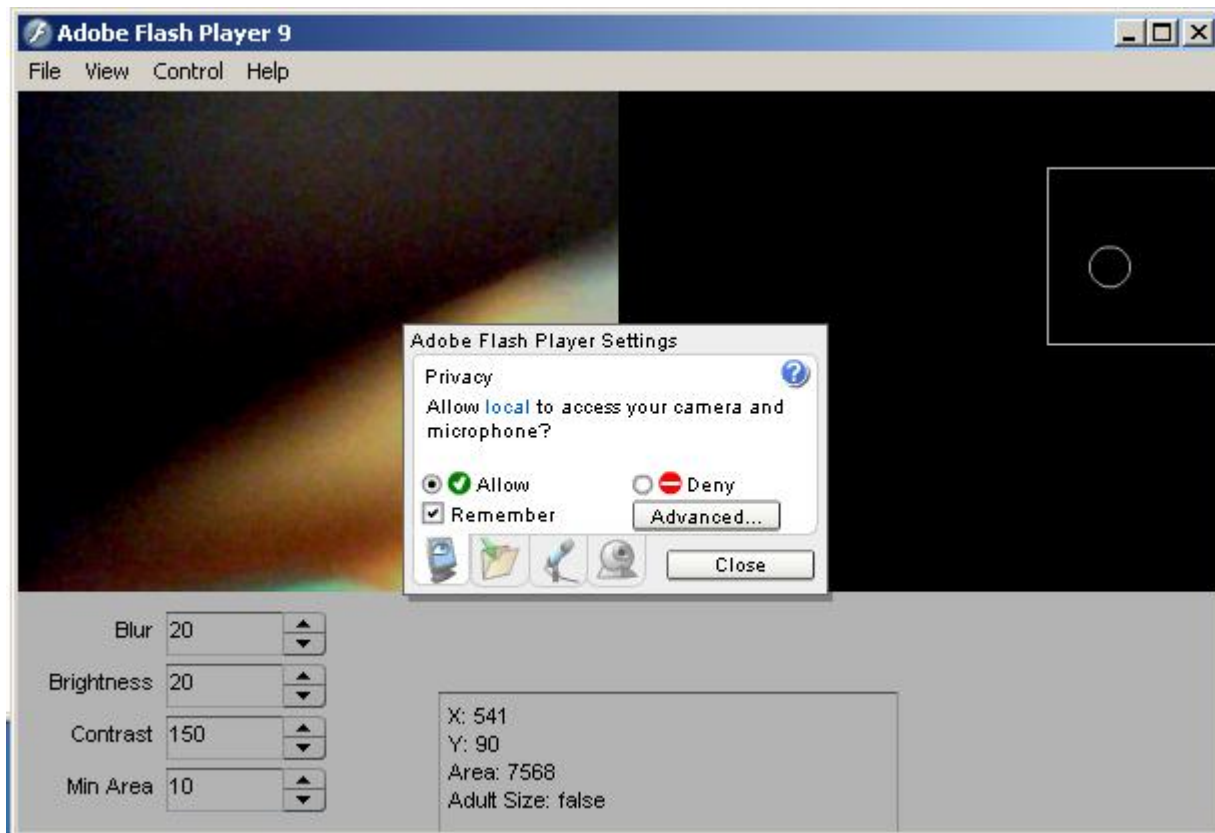 Adobe Flash Player 9
File View Control Help
Adobe Flash Player Settings
Privacy
Allow local to access your camera and
microphone?
Allow Deny
Remember Advanced...
Close
Blur 20
Brightness 20
Contrast 150
Min Area 10
X: 541
Y: 90
Area: 7568
Adult Size: false